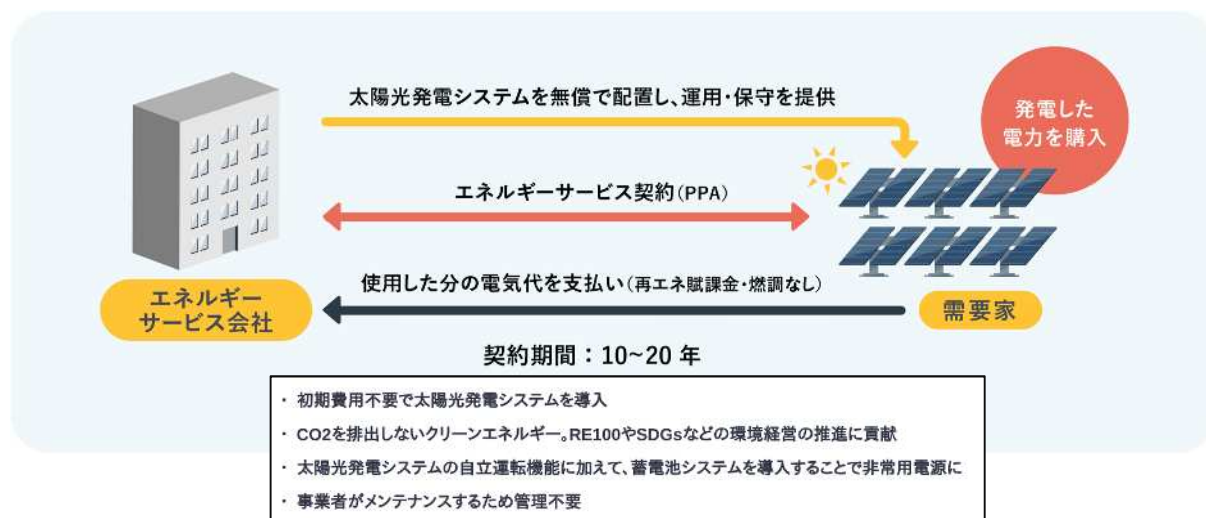 太陽光発電システムを無償で配置し、運用・保守を提供
発電した
電力を購入
エネルギーサービス契約(PPA)
使用した分の電気代を支払い(再エネ賦課金・燃調なし)
エネルギー
サービス会社
需要家
契約期間：10~20 年
・ 初期費用不要で太陽光発電システムを導入
・ CO2を排出しないクリーンエネルギー。RE100やSDGsなどの環境経営の推進に貢献
・ 太陽光発電システムの自立運転機能に加えて、蓄電池システムを導入することで非常用電源に
・ 事業者がメンテナンスするため管理不要